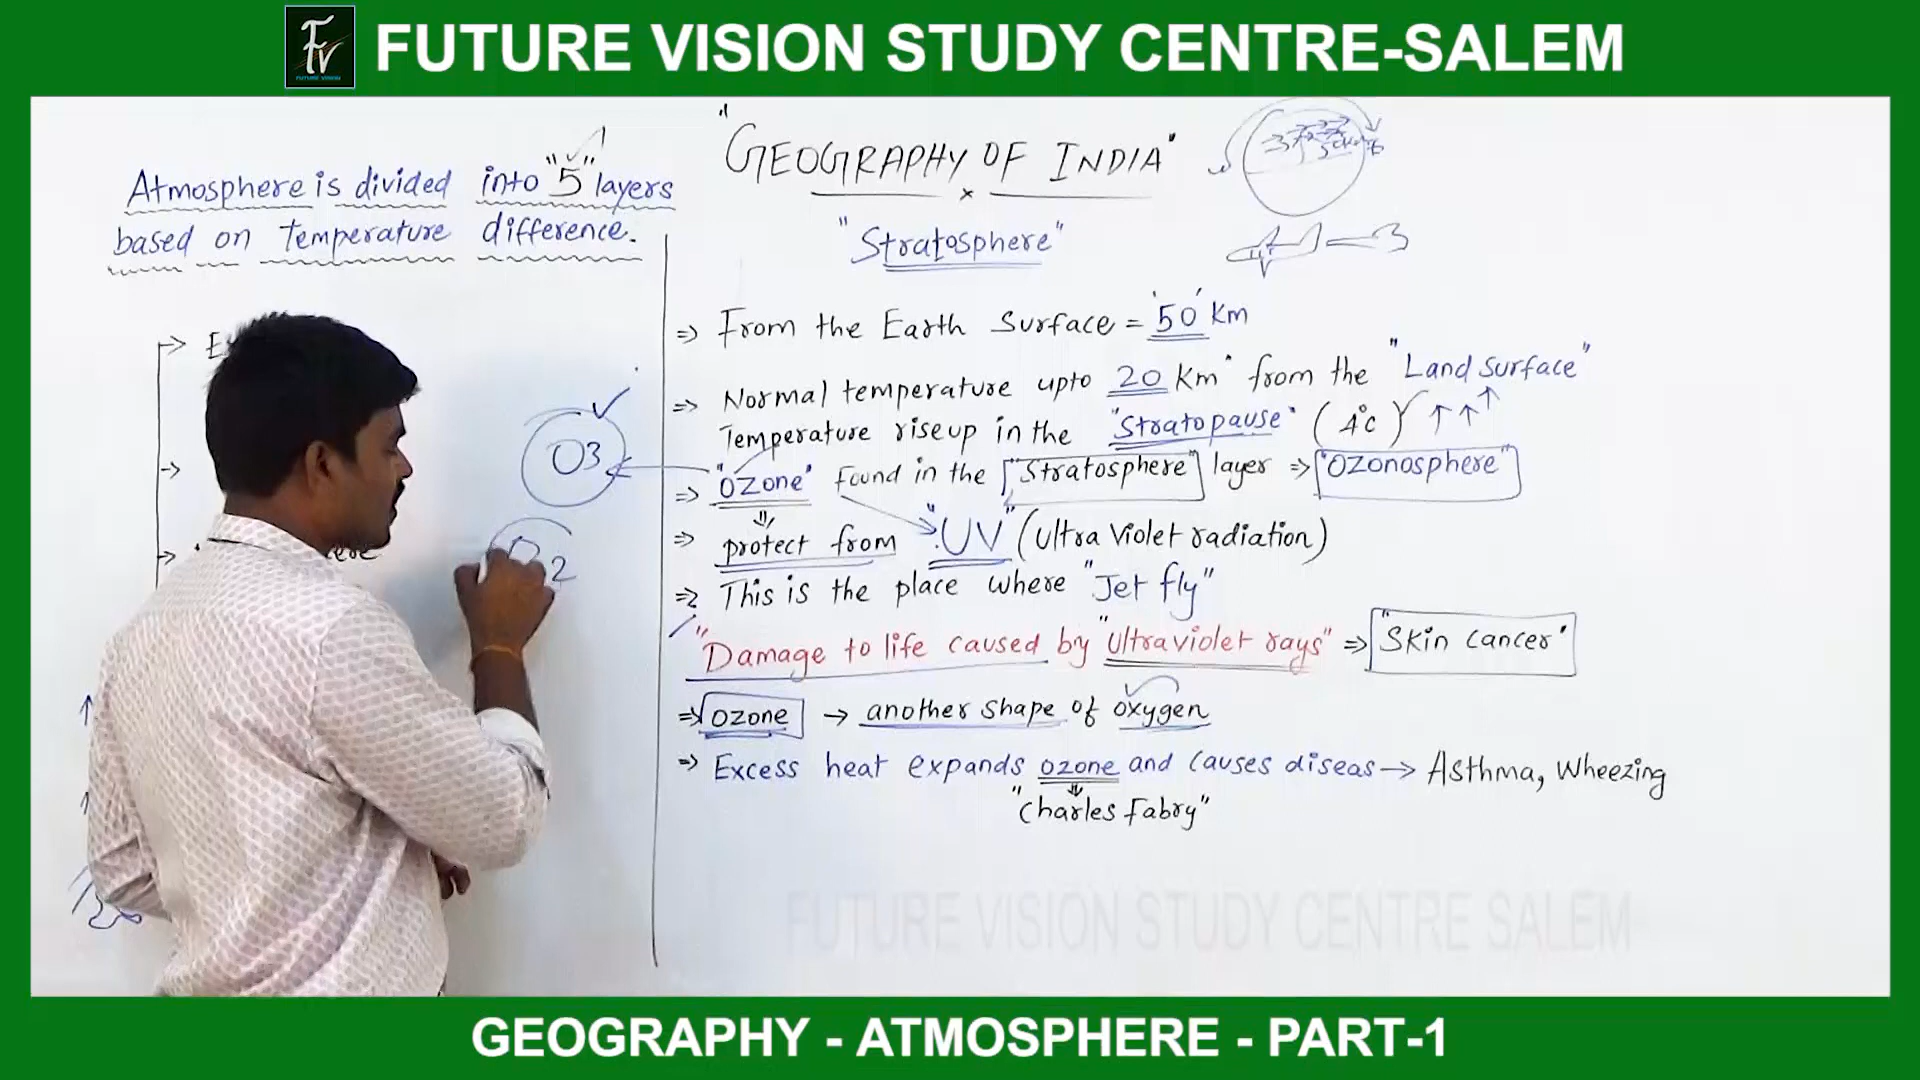 FV
FUTURE VISION
FUTURE VISION STUDY CENTRE-SALEM
Atmosphere is divided into "5" layers
based on temperature difference.
O3
O2
"GEOGRAPHY OF INDIA"
"Stratosphere"
⇒ From the Earth Surface = '50' Km
⇒ Normal temperature upto 20 Km" from the "Land surface"
Temperature riseup in the "Stratopause" (4°C) ↑ ↑ ↑
⇒ "Ozone" Found in the "Stratosphere" layer ⇒ "Ozonosphere"
⇒ protect from "UV" (Ultra Violet radiation)
⇒ This is the place where "Jet fly"
"Damage to life caused by "Ultraviolet rays" ⇒ "Skin cancer"
⇒ Ozone → another shape of oxygen
⇒ Excess heat expands ozone and causes diseas → Asthma, Wheezing
"Charles Fabry"
FUTURE VISION STUDY CENTRE SALEM
GEOGRAPHY - ATMOSPHERE - PART-1